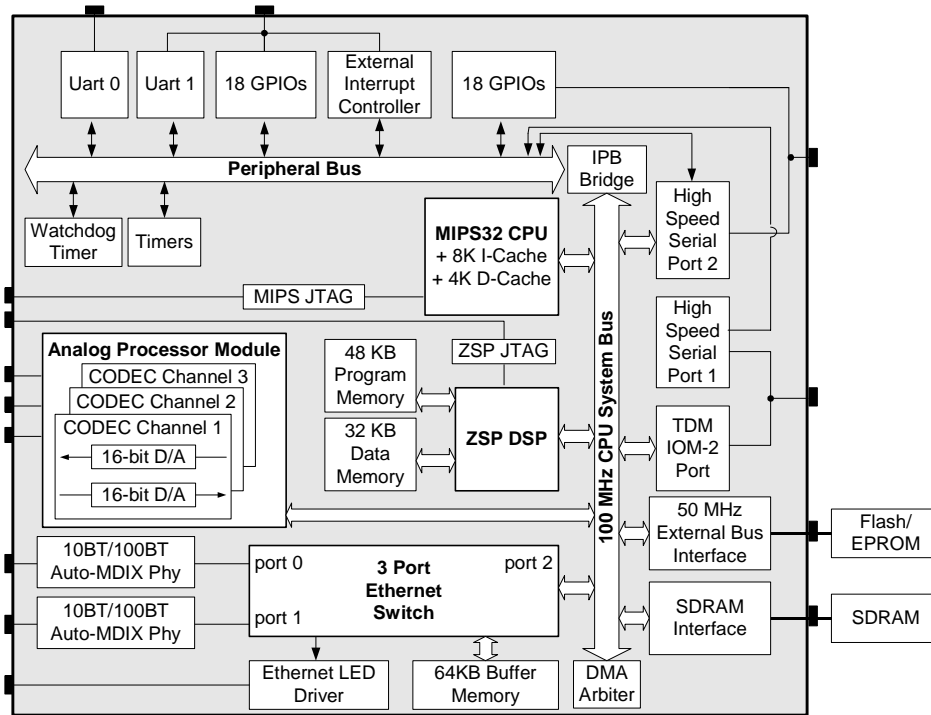 Uart 0
Uart 1
18 GPIOs
External
Interrupt
Controller
18 GPIOs
Peripheral Bus
IPB
Bridge
Watchdog
Timer
Timers
MIPS32 CPU
+ 8K I-Cache
+ 4K D-Cache
High
Speed
Serial
Port 2
MIPS JTAG
High
Speed
Serial
Port 1
ZSP JTAG
Analog Processor Module
CODEC Channel 3
CODEC Channel 2
CODEC Channel 1
16-bit D/A
16-bit D/A
48 KB
Program
Memory
32 KB
Data
Memory
ZSP DSP
100 MHz CPU System Bus
TDM
IOM-2
Port
50 MHz
External Bus
Interface
Flash/
EPROM
10BT/100BT
Auto-MDIX Phy
10BT/100BT
Auto-MDIX Phy
port 0
port 1
3 Port
Ethernet
Switch
port 2
SDRAM
Interface
SDRAM
Ethernet LED
Driver
64KB Buffer
Memory
DMA
Arbiter